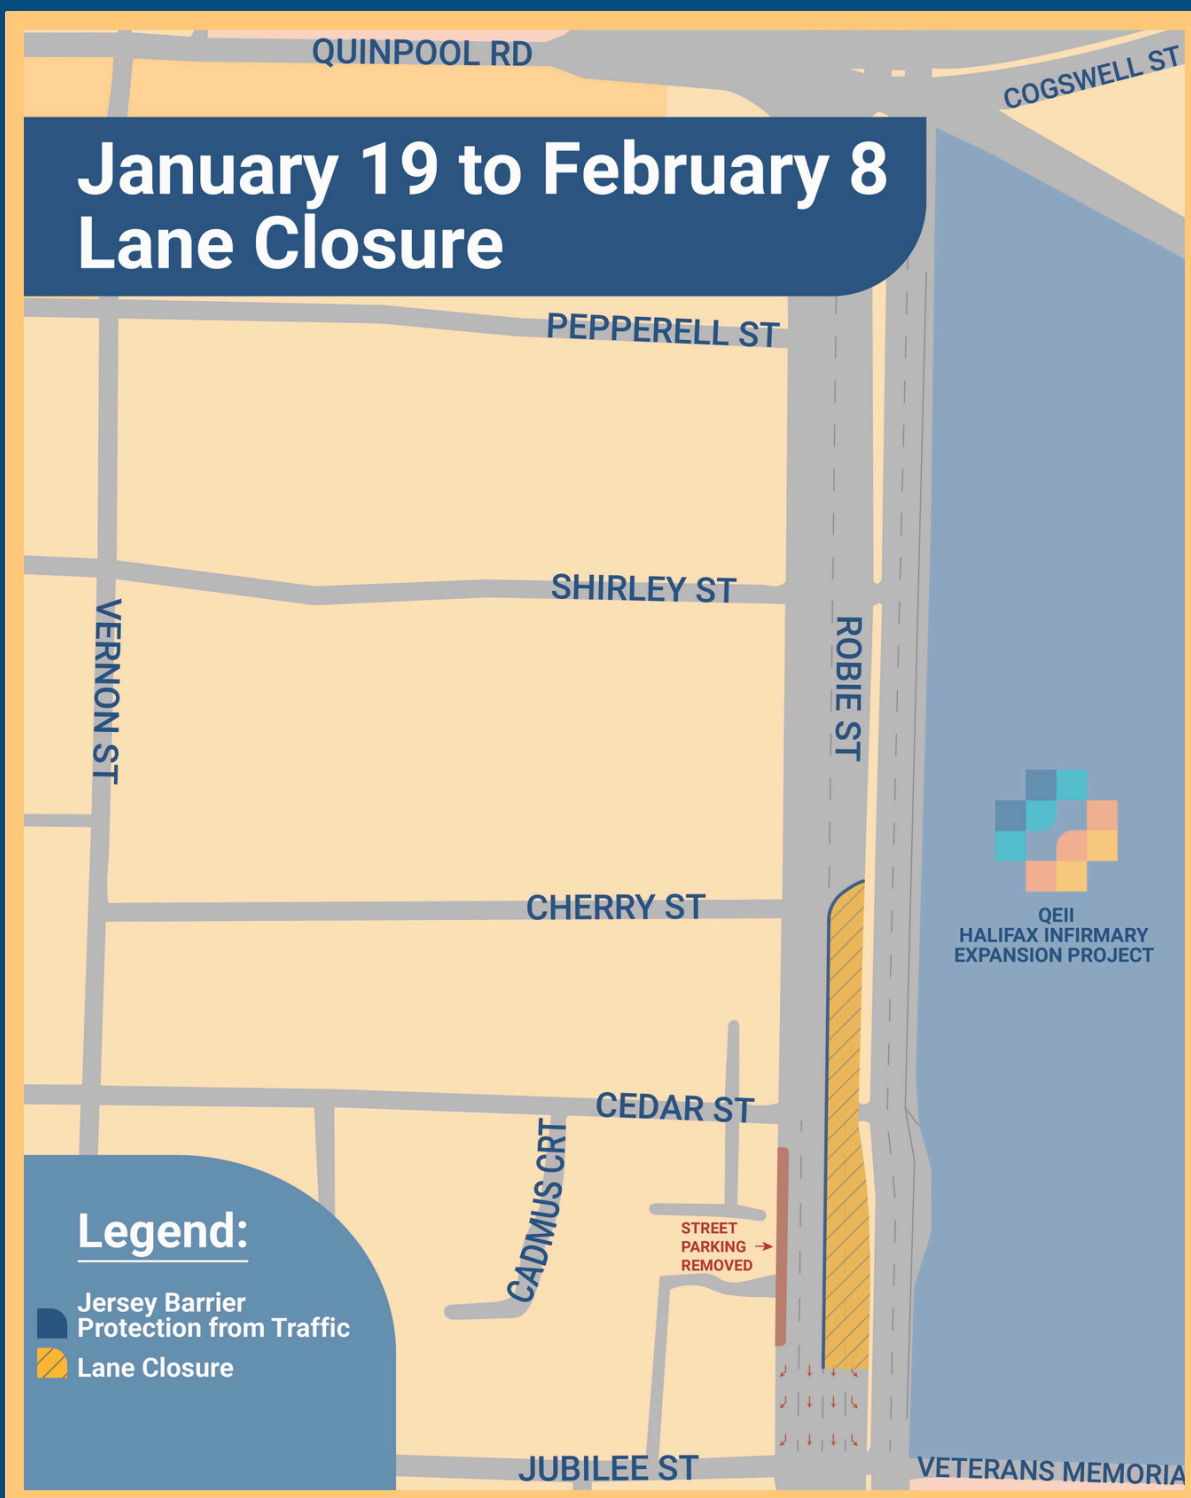 QUINPOOL RD
COGSWELL ST
January 19 to February 8
Lane Closure
PEPPERELL ST
SHIRLEY ST
VERNON ST
ROBIE ST
CHERRY ST
QEII
HALIFAX INFIRMARY
EXPANSION PROJECT
CEDAR ST
CADMUS CRT
STREET
PARKING
REMOVED
Legend:
Jersey Barrier
Protection from Traffic
Lane Closure
JUBILEE ST
VETERANS MEMORIA